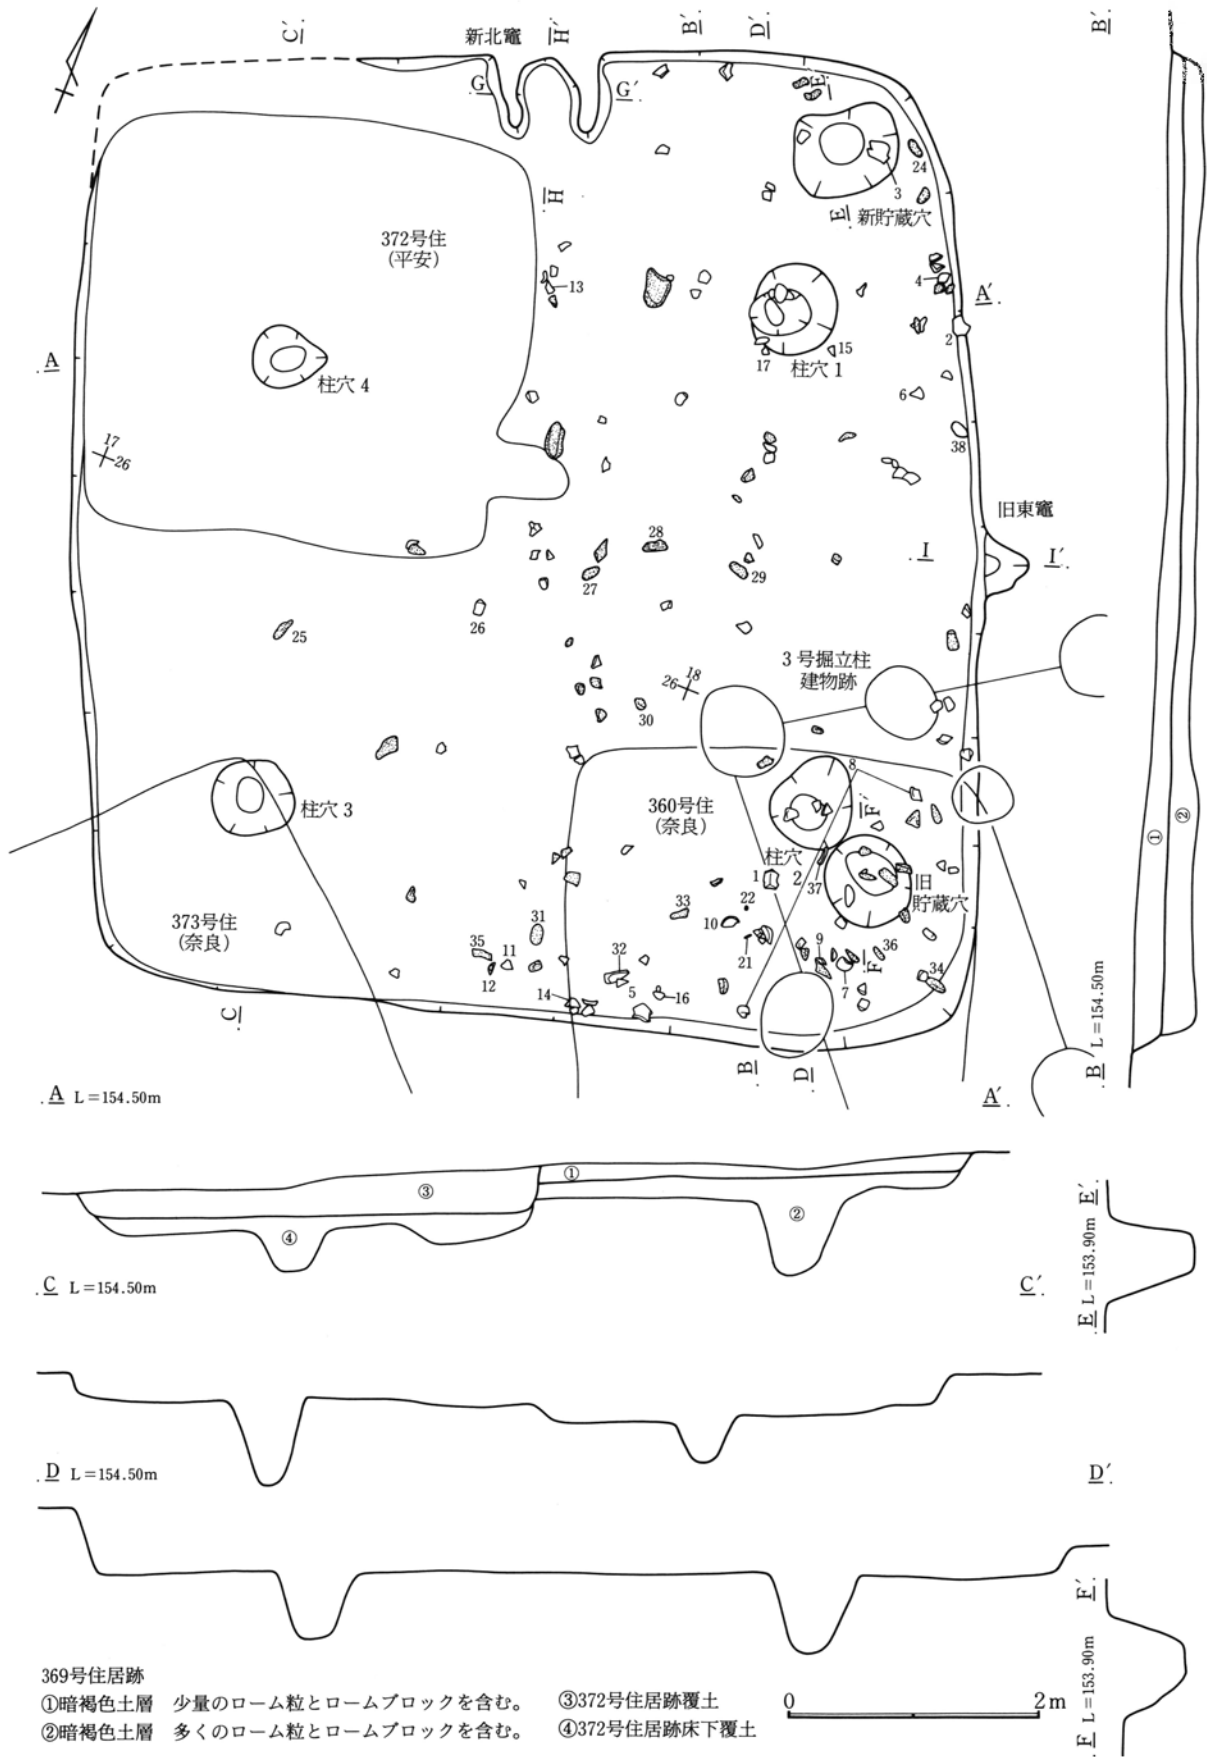 C′
新北竈
H′
B′
D′
B′
G
G′
E′
24
3
H
E
新貯蔵穴
372号住
(平安)
13
4
A′
2
A
柱穴 4
17
15
柱穴 1
6
38
17
26
旧東竈
28
I
I′
27
29
25
26
3 号掘立柱
建物跡
18
26
30
8
柱穴 3
360号住
(奈良)
F′
①
②
柱穴
2
1
37
旧
貯蔵穴
373号住
(奈良)
31
33
22
10
21
35
11
12
32
9
36
F
34
14
5
16
7
C
B
D
B L=154.50m
A L=154.50m
A′
①
③
②
④
E′
E L=153.90m
C L=154.50m
C′
D L=154.50m
D′
F′
F L=153.90m
369号住居跡
①暗褐色土層 少量のローム粒とロームブロックを含む。 ③372号住居跡覆土
②暗褐色土層 多くのローム粒とロームブロックを含む。 ④372号住居跡床下覆土
0 2m